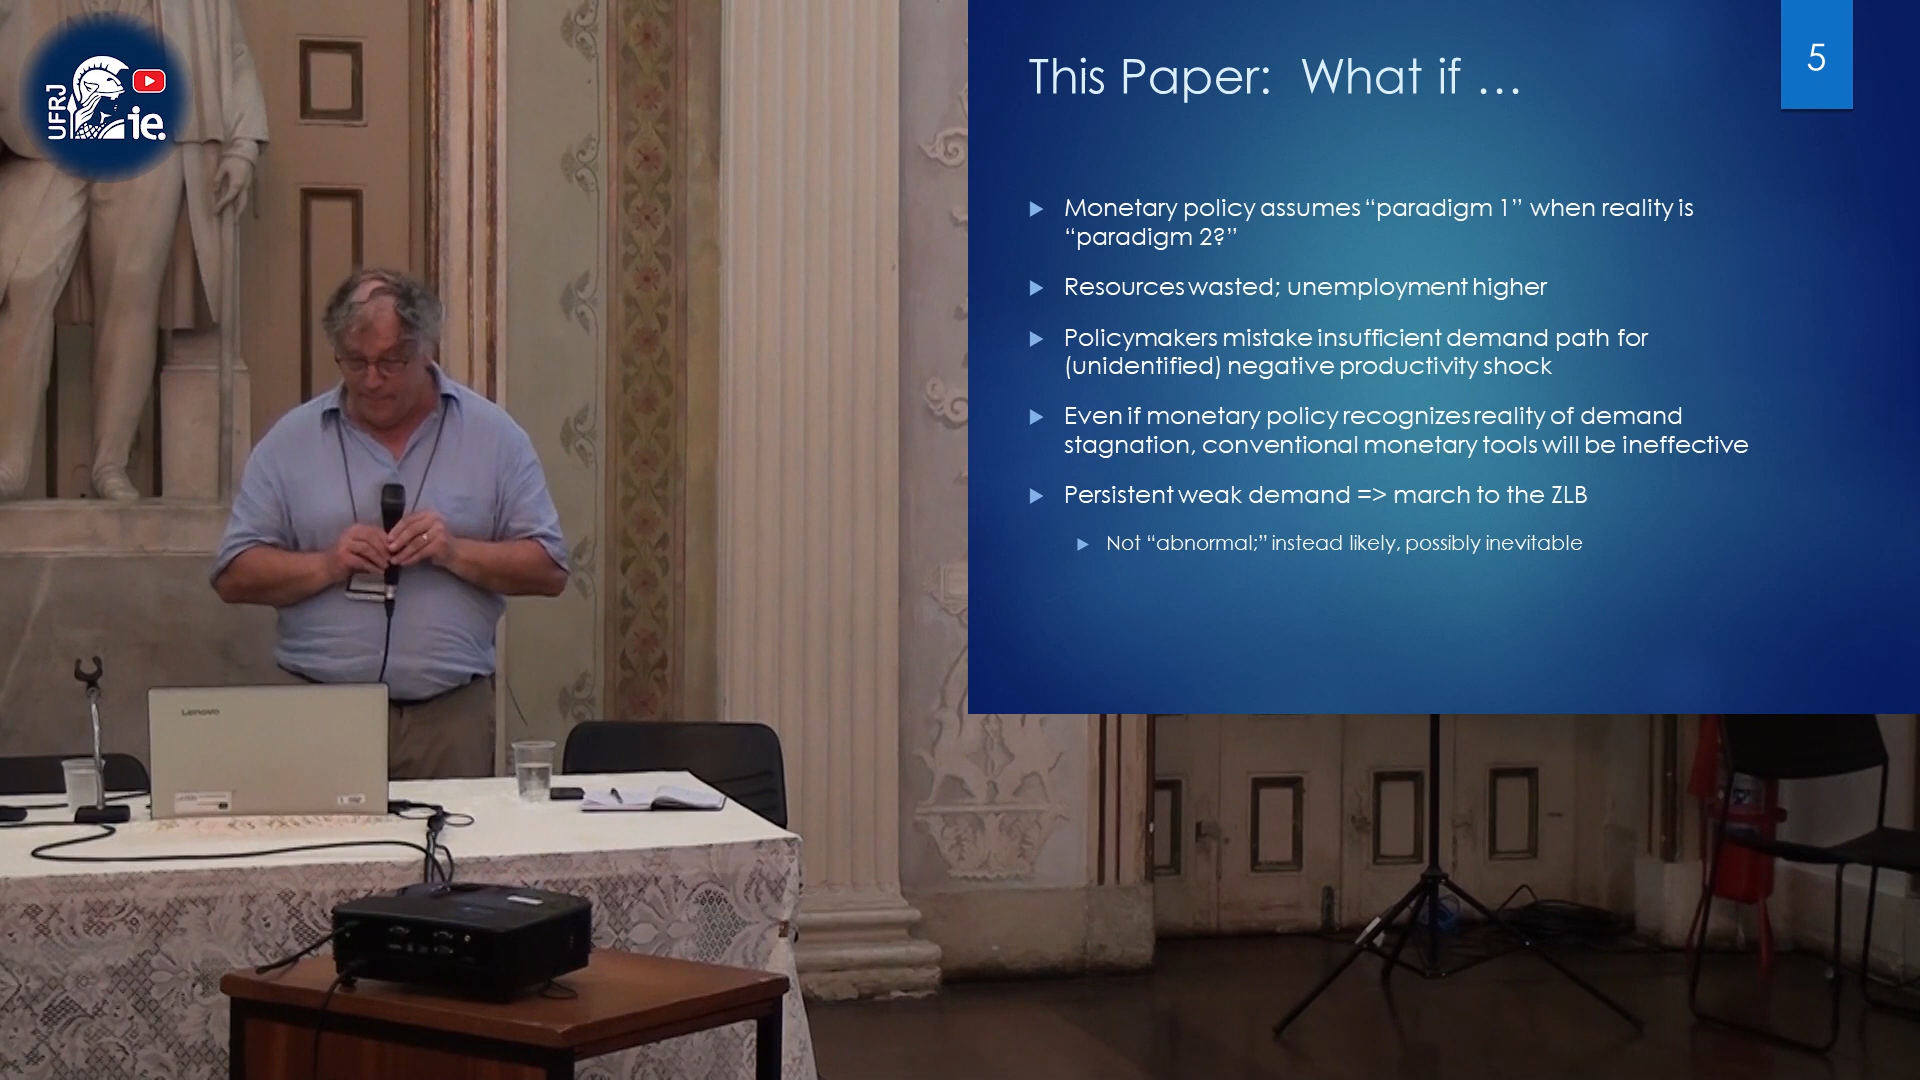 UFRJ
ie.
This Paper:  What if …
5
Monetary policy assumes “paradigm 1” when reality is
“paradigm 2?”
Resources wasted; unemployment higher
Policymakers mistake insufficient demand path for
(unidentified) negative productivity shock
Even if monetary policy recognizes reality of demand
stagnation, conventional monetary tools will be ineffective
Persistent weak demand => march to the ZLB
Not “abnormal;” instead likely, possibly inevitable
Lenovo